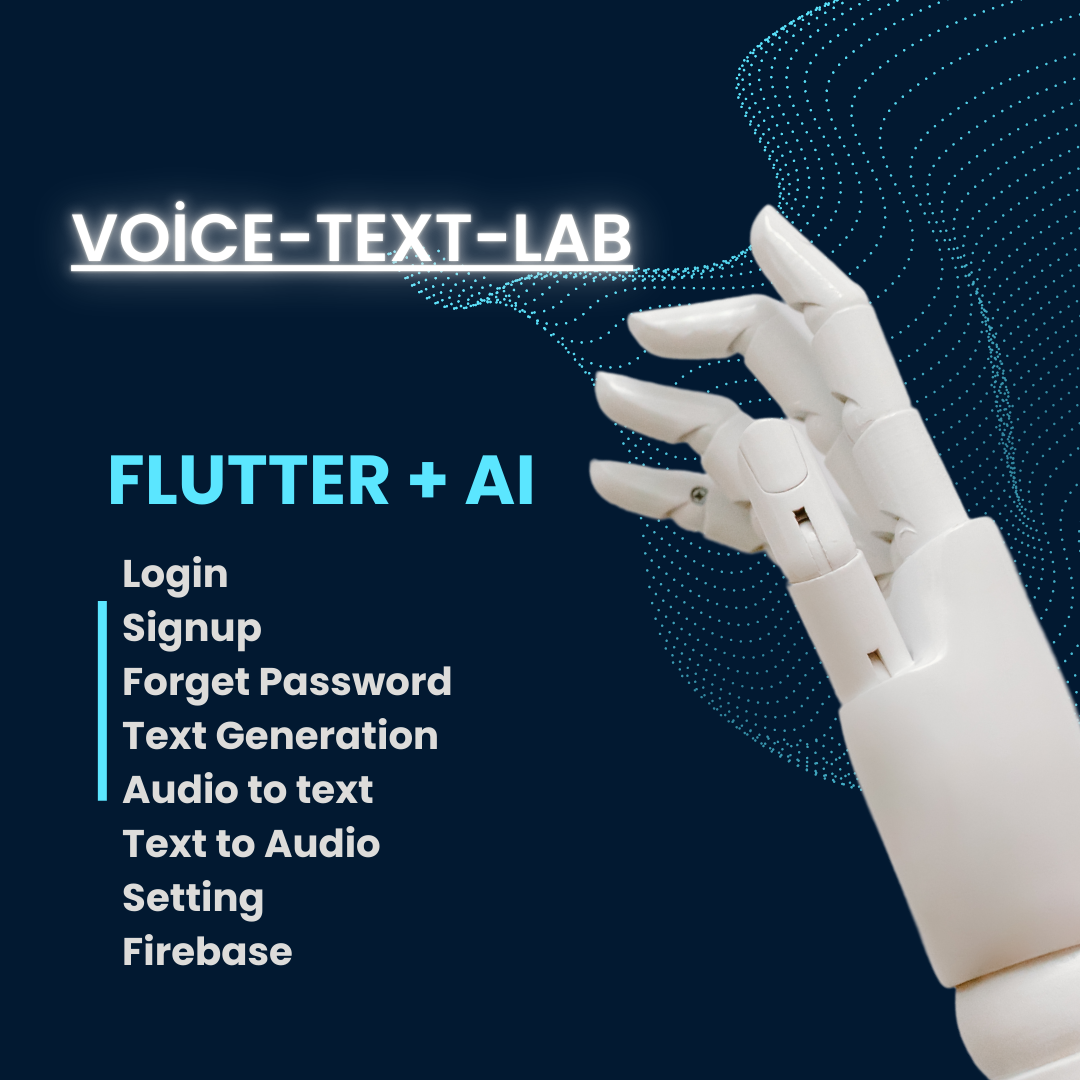 VOİCE-TEXT-LAB
FLUTTER + AI
Login
Signup
Forget Password
Text Generation
Audio to text
Text to Audio
Setting
Firebase